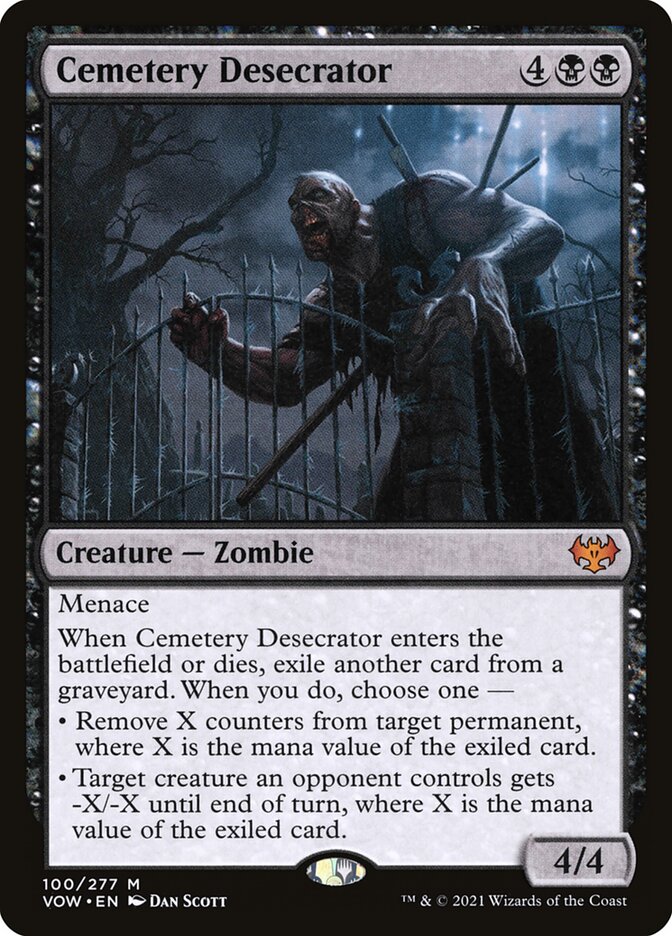 Cemetery Desecrator 4
Creature — Zombie
Menace
When Cemetery Desecrator enters the
battlefield or dies, exile another card from a
graveyard. When you do, choose one —
• Remove X counters from target permanent,
where X is the mana value of the exiled card.
• Target creature an opponent controls gets
-X/-X until end of turn, where X is the mana
value of the exiled card.
4/4
100/277 M
VOW • EN Dan Scott
™ & © 2021 Wizards of the Coast